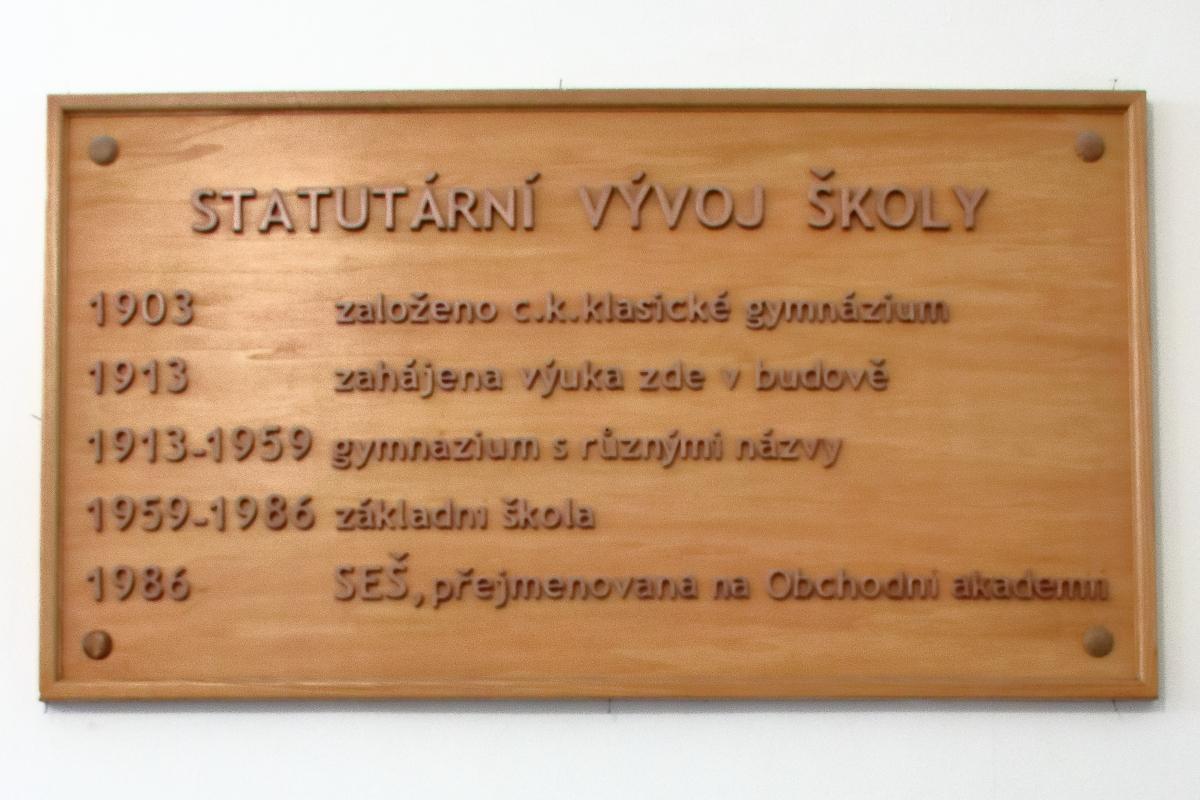 STATUTÁRNÍ VÝVOJ ŠKOLY
1903 založeno c.k.klasické gymnázium
1913 zahájena výuka zde v budově
1913-1959 gymnazium s různými názvy
1959-1986 základní škola
1986 SEŠ, přejmenovaná na Obchodní akademii